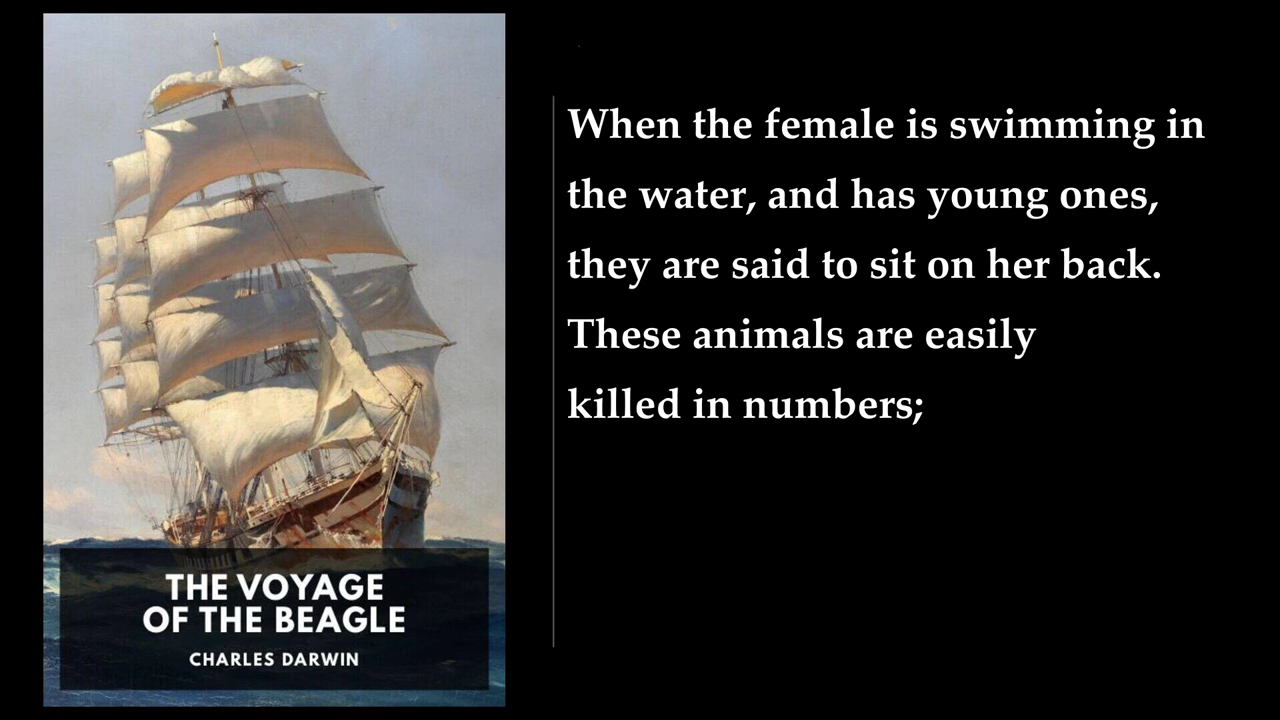 THE VOYAGE
OF THE BEAGLE
CHARLES DARWIN
When the female is swimming in
the water, and has young ones,
they are said to sit on her back.
These animals are easily
killed in numbers;